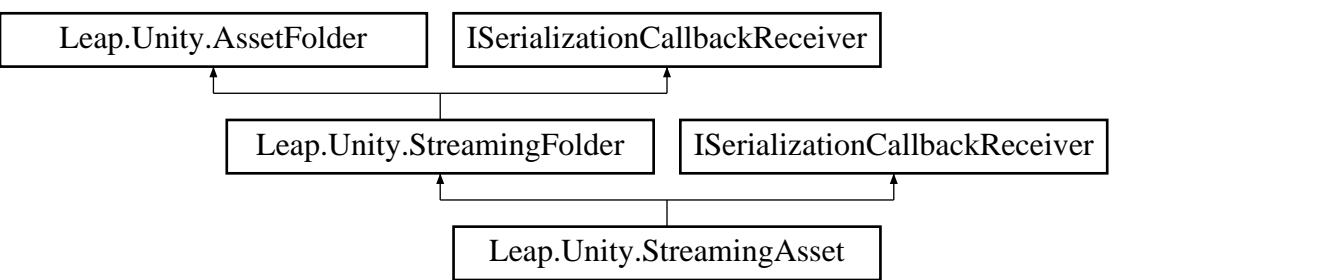 Leap.Unity.AssetFolder
ISerializationCallbackReceiver
Leap.Unity.StreamingFolder
ISerializationCallbackReceiver
Leap.Unity.StreamingAsset